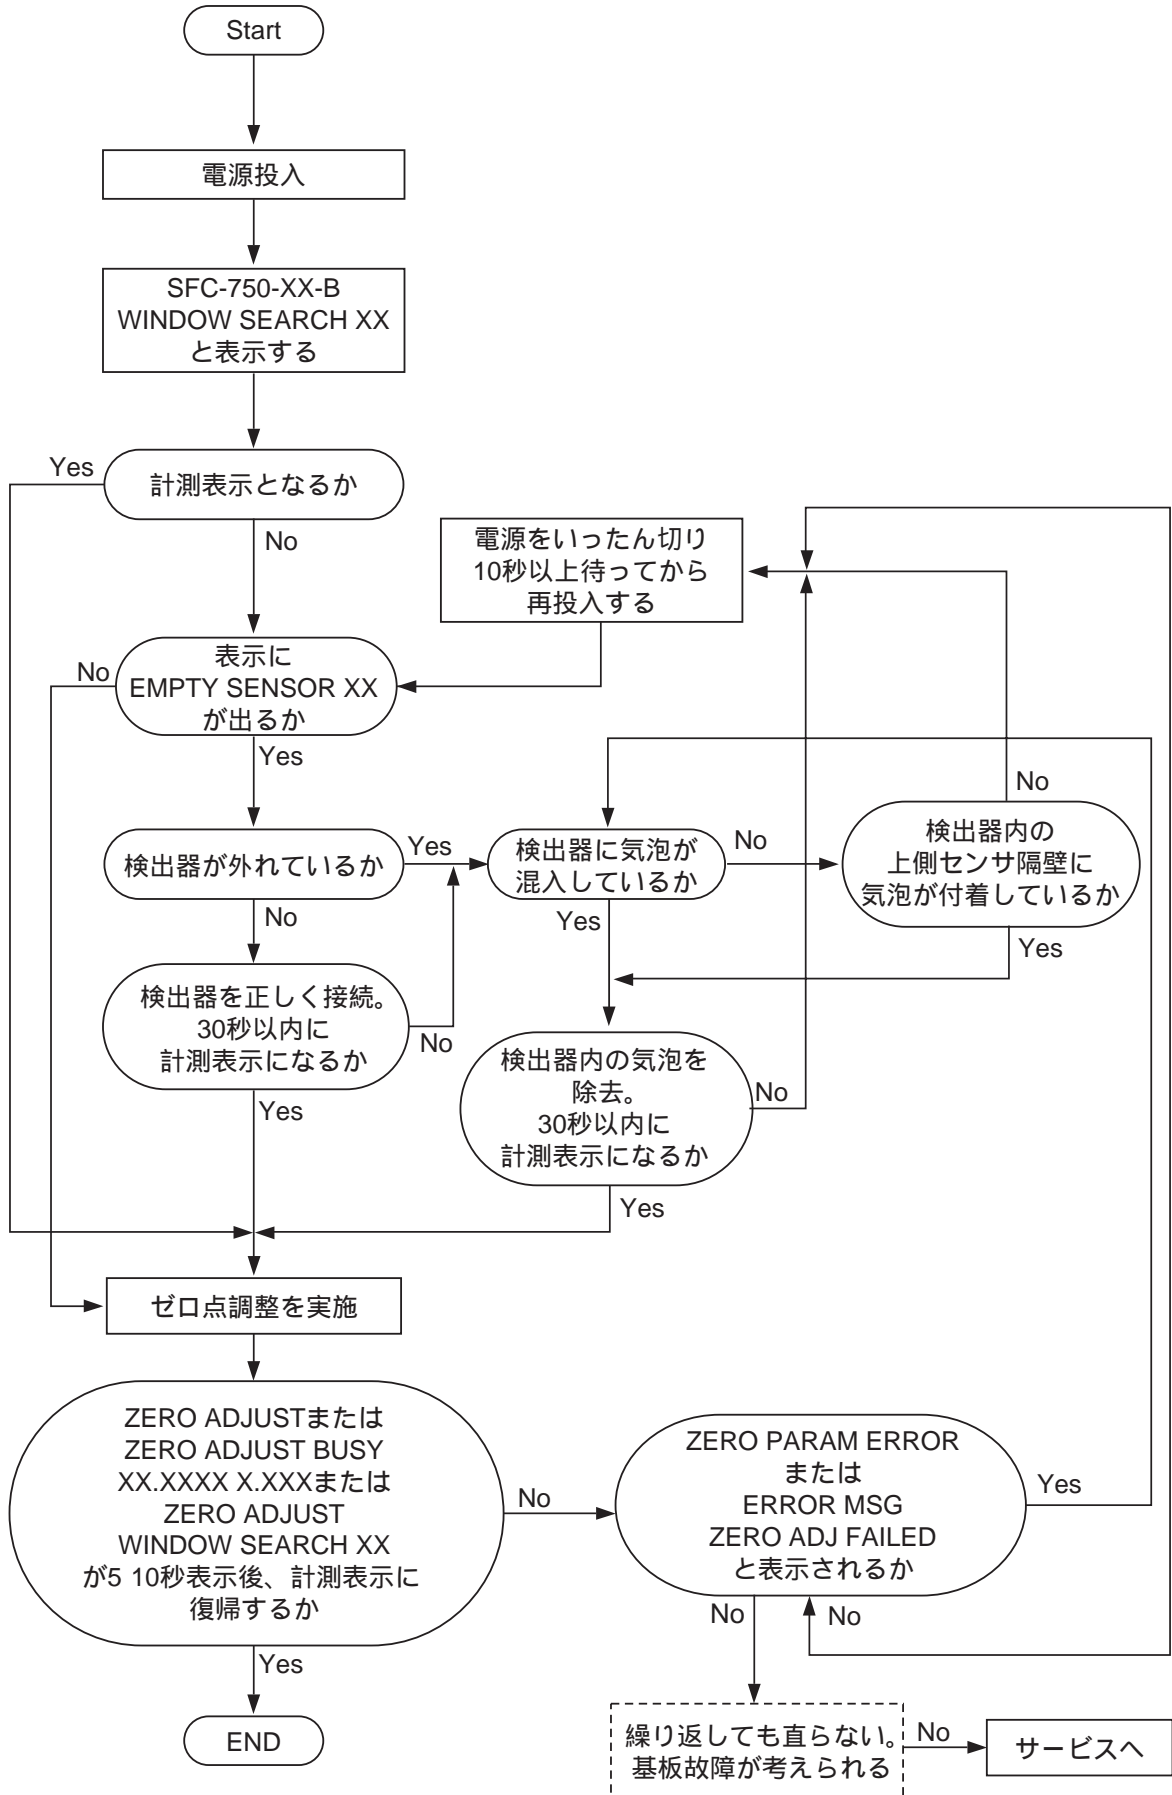 Start
電源投入
SFC-750-XX-B
WINDOW SEARCH XX
と表示する
Yes
計測表示となるか
No
電源をいったん切り
10秒以上待ってから
再投入する
No
表示に
EMPTY SENSOR XX
が出るか
Yes
No
検出器が外れているか
Yes
検出器に気泡が
混入しているか
No
検出器内の
上側センサ隔壁に
気泡が付着しているか
No
Yes
Yes
検出器を正しく接続。
30秒以内に
計測表示になるか
No
検出器内の気泡を
除去。
30秒以内に
計測表示になるか
No
Yes
Yes
ゼロ点調整を実施
ZERO ADJUSTまたは
ZERO ADJUST BUSY
XX.XXXX X.XXXまたは
ZERO ADJUST
WINDOW SEARCH XX
が5 10秒表示後、計測表示に
復帰するか
No
ZERO PARAM ERROR
または
ERROR MSG
ZERO ADJ FAILED
と表示されるか
Yes
No
No
Yes
END
繰り返しても直らない。
基板故障が考えられる
No
サービスへ